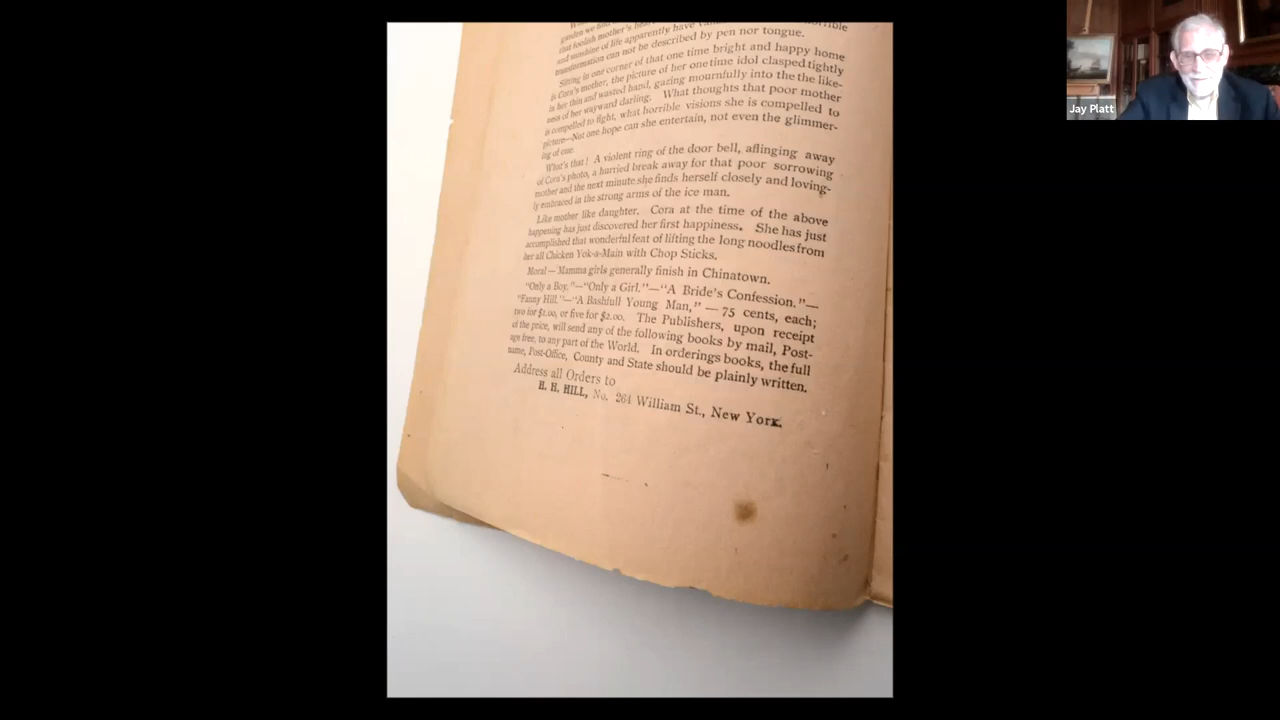 horrible
garden we find
that foolish mother's heart
and sunshine of life apparently have
transformation can not be described by pen nor tongue.
Sitting in one corner of that one time bright and happy home
is Cora's mother, the picture of her onetime idol clasped tightly
in her thin and wasted hand, gazing mournfully into the the like-
ness of her wayward darling. What thoughts that poor mother
is compelled to fight, what horrible visions she is compelled to
picture—Not one hope can she entertain, not even the glimmer-
ing of one.
What's that! A violent ring of the door bell, aflinging away
of Cora's photo, a hurried break away for that poor sorrowing
mother and the next minute she finds herself closely and loving-
ly embraced in the strong arms of the ice man.
Like mother like daughter. Cora at the time of the above
happening has just discovered her first happiness. She has just
accomplished that wonderful feat of lifting the long noodles from
her all Chicken Yok-a-Main with Chop Sticks.
Moral — Mamma girls generally finish in Chinatown.
"Only a Boy."—"Only a Girl."—"A Bride's Confession."—
"Fanny Hill."—"A Bashfull Young Man," — 75 cents, each;
two for $1.00, or five for $2.00. The Publishers, upon receipt
of the price, will send any of the following books by mail, Post-
age free, to any part of the World. In orderings books, the full
name, Post-Office, County and State should be plainly written.
Address all Orders to
H. H. HILL, No. 264 William St., New York.
Jay Platt